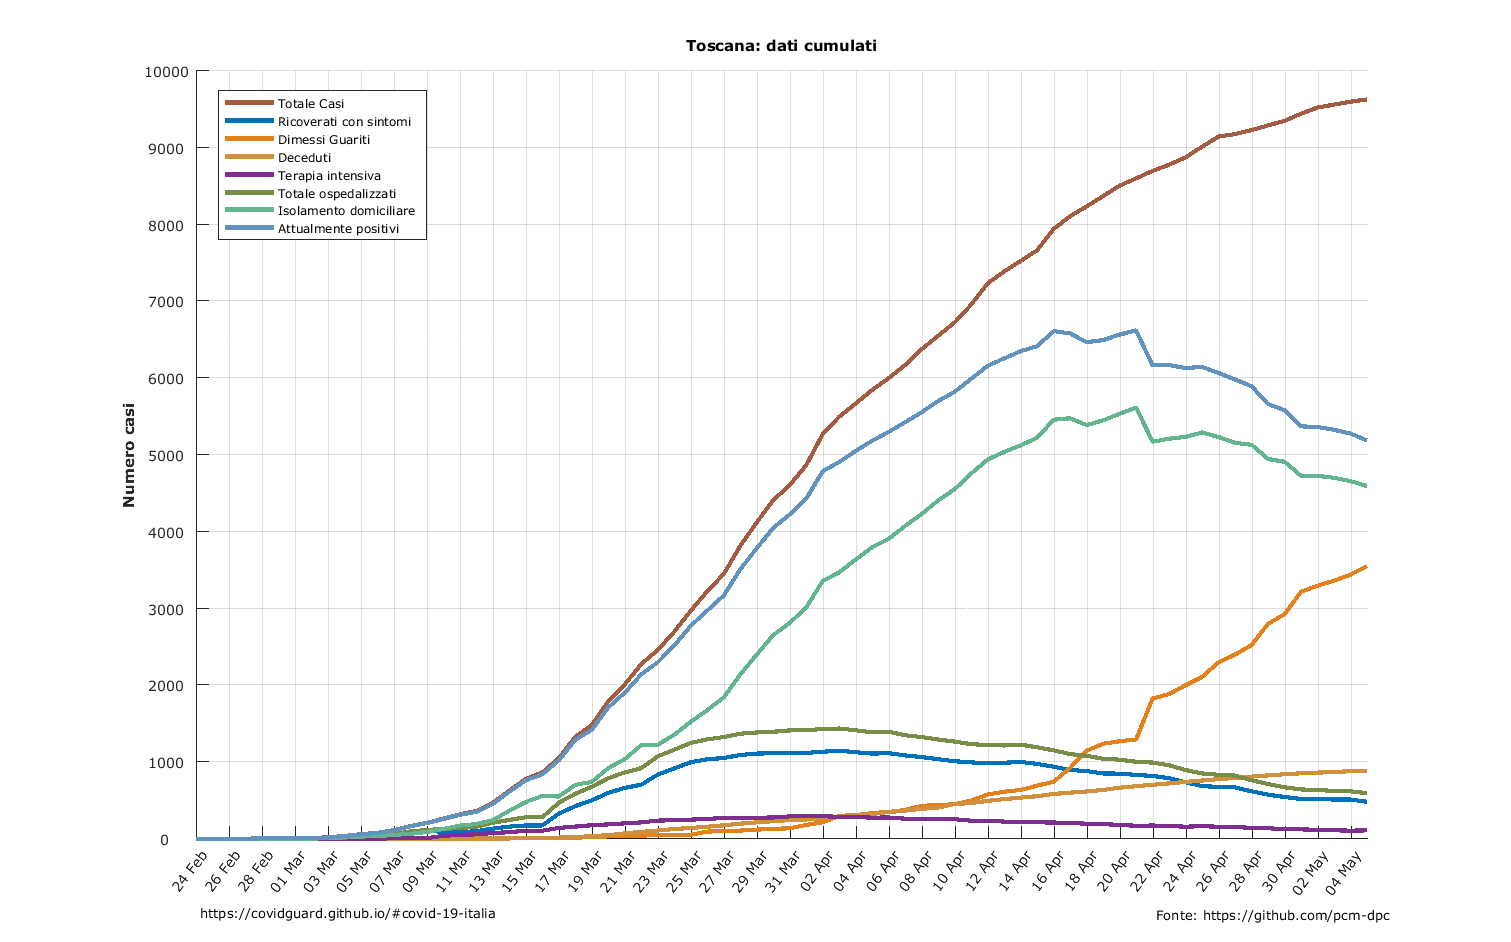 Toscana: dati cumulati
10000
9000
8000
7000
6000
5000
4000
3000
2000
1000
0
Numero casi
Totale Casi
Ricoverati con sintomi
Dimessi Guariti
Deceduti
Terapia intensiva
Totale ospedalizzati
Isolamento domiciliare
Attualmente positivi
24 Feb
26 Feb
28 Feb
01 Mar
03 Mar
05 Mar
07 Mar
09 Mar
11 Mar
13 Mar
15 Mar
17 Mar
19 Mar
21 Mar
23 Mar
25 Mar
27 Mar
29 Mar
31 Mar
02 Apr
04 Apr
06 Apr
08 Apr
10 Apr
12 Apr
14 Apr
16 Apr
18 Apr
20 Apr
22 Apr
24 Apr
26 Apr
28 Apr
30 Apr
02 May
04 May
https://covidguard.github.io/#covid-19-italia
Fonte: https://github.com/pcm-dpc